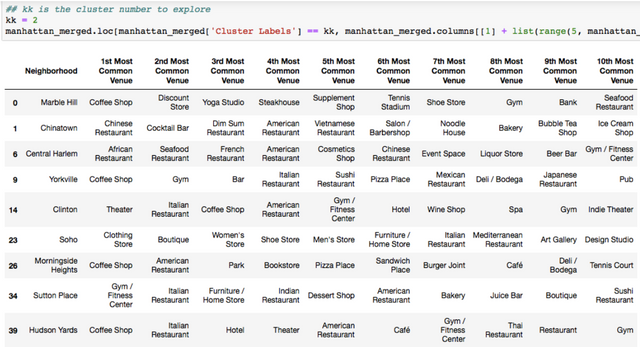 ## kk is the cluster number to explore
kk = 2
manhattan_merged.loc[manhattan_merged['Cluster Labels'] == kk, manhattan_merged.columns[[1] + list(range(5, manhattan_
Neighborhood 1st Most Common Venue 2nd Most Common Venue 3rd Most Common Venue 4th Most Common Venue 5th Most Common Venue 6th Most Common Venue 7th Most Common Venue 8th Most Common Venue 9th Most Common Venue 10th Most Common Venue
0 Marble Hill Coffee Shop Discount Store Yoga Studio Steakhouse Supplement Shop Tennis Stadium Shoe Store Gym Bank Seafood Restaurant
1 Chinatown Chinese Restaurant Cocktail Bar Dim Sum Restaurant American Restaurant Vietnamese Restaurant Salon / Barbershop Noodle House Bakery Bubble Tea Shop Ice Cream Shop
6 Central Harlem African Restaurant Seafood Restaurant French Restaurant American Restaurant Cosmetics Shop Chinese Restaurant Event Space Liquor Store Beer Bar Gym / Fitness Center
9 Yorkville Coffee Shop Gym Bar Italian Restaurant Sushi Restaurant Pizza Place Mexican Restaurant Deli / Bodega Japanese Restaurant Pub
14 Clinton Theater Italian Restaurant Coffee Shop American Restaurant Gym / Fitness Center Hotel Wine Shop Spa Gym Indie Theater
23 Soho Clothing Store Boutique Women's Store Shoe Store Men's Store Furniture / Home Store Italian Restaurant Mediterranean Restaurant Art Gallery Design Studio
26 Morningside Heights Coffee Shop American Restaurant Park Bookstore Pizza Place Sandwich Place Burger Joint Café Deli / Bodega Tennis Court
34 Sutton Place Gym / Fitness Center Italian Restaurant Furniture / Home Store Indian Restaurant Dessert Shop American Restaurant Bakery Juice Bar Boutique Sushi Restaurant
39 Hudson Yards Coffee Shop Italian Restaurant Hotel Theater American Restaurant Café Gym / Fitness Center Thai Restaurant Restaurant Gym